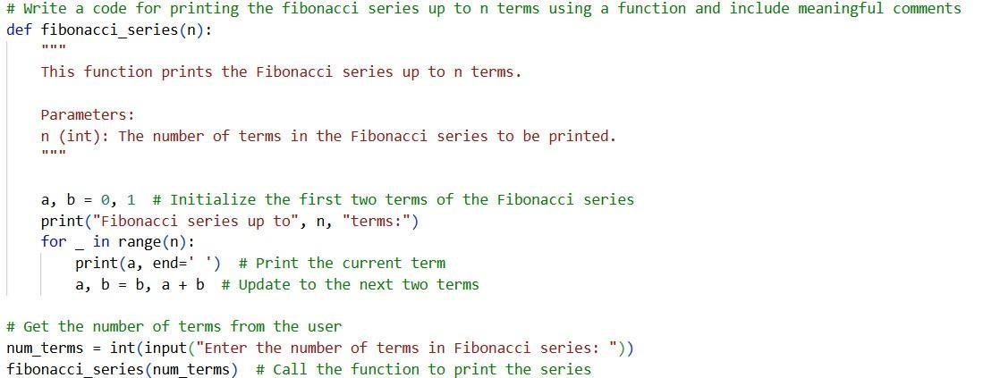 # Write a code for printing the fibonacci series up to n terms using a function and include meaningful comments
def fibonacci_series(n):
    """
    This function prints the Fibonacci series up to n terms.

    Parameters:
    n (int): The number of terms in the Fibonacci series to be printed.
    """

    a, b = 0, 1  # Initialize the first two terms of the Fibonacci series
    print("Fibonacci series up to", n, "terms:")
    for _ in range(n):
        print(a, end=' ')  # Print the current term
        a, b = b, a + b  # Update to the next two terms

# Get the number of terms from the user
num_terms = int(input("Enter the number of terms in Fibonacci series: "))
fibonacci_series(num_terms)  # Call the function to print the series